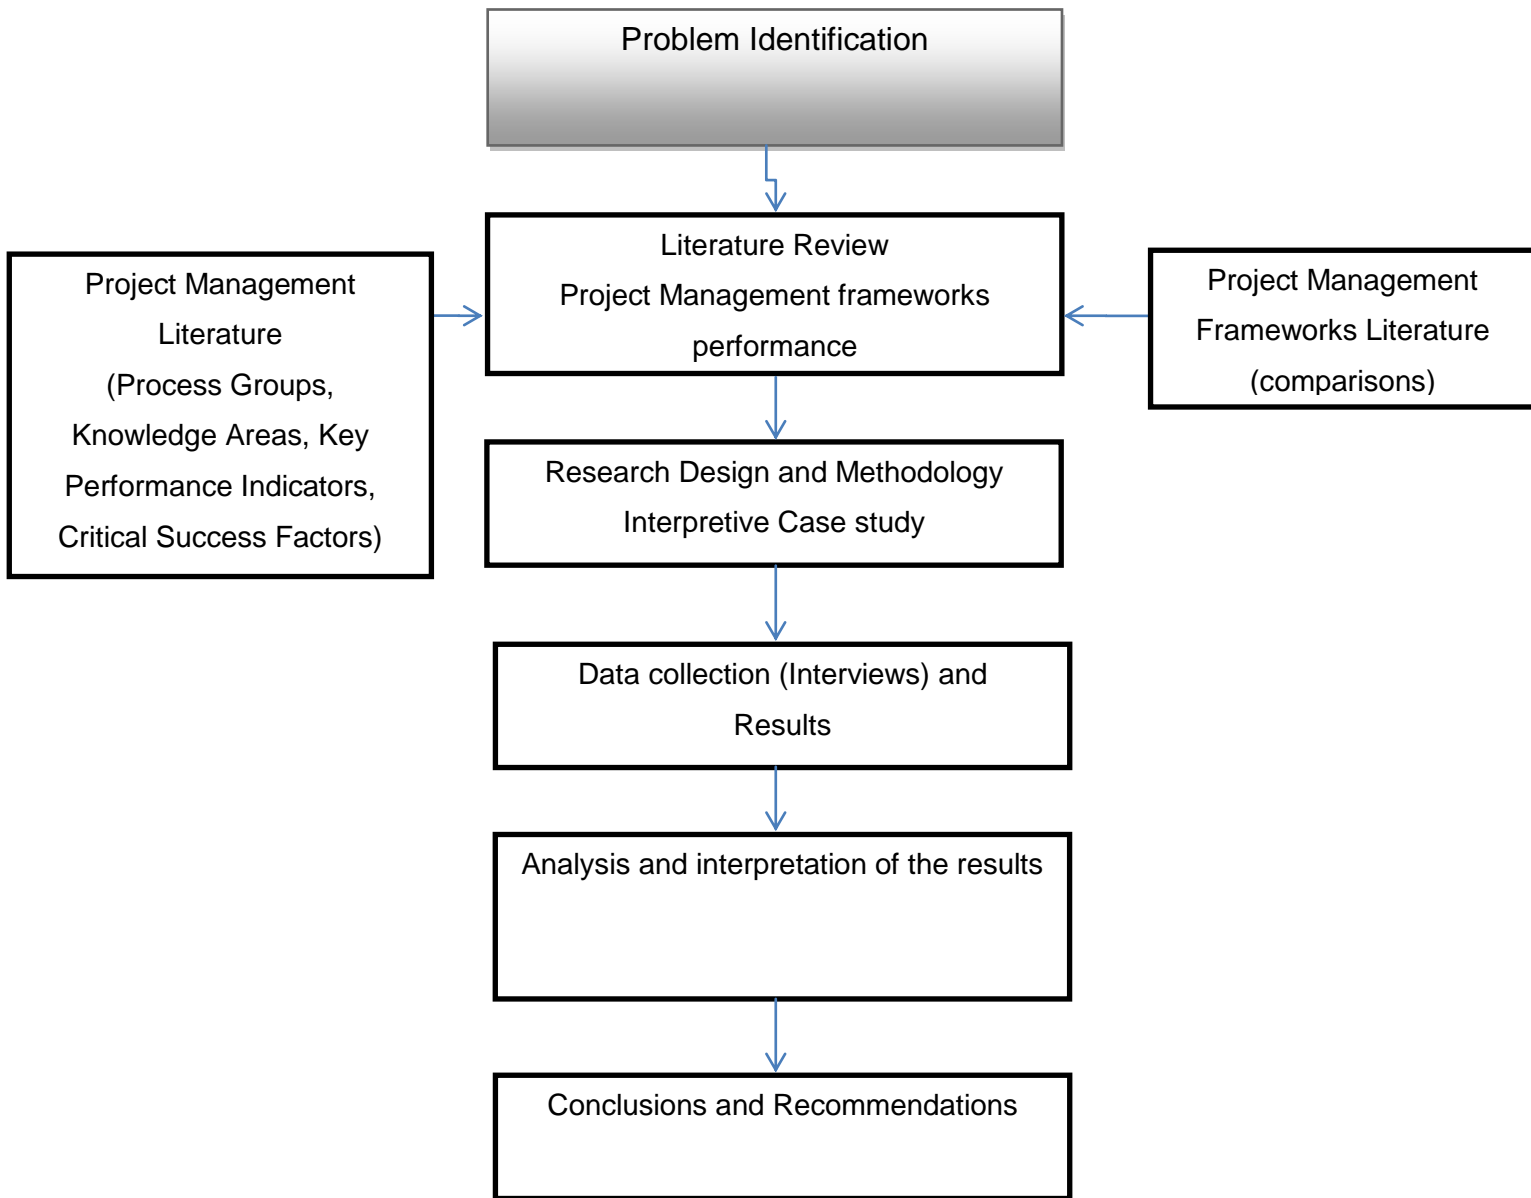 Problem Identification
Literature Review
Project Management frameworks
performance
Project Management
Literature
(Process Groups,
Knowledge Areas, Key
Performance Indicators,
Critical Success Factors)
Project Management
Frameworks Literature
(comparisons)
Research Design and Methodology
Interpretive Case study
Data collection (Interviews) and
Results
Analysis and interpretation of the results
Conclusions and Recommendations